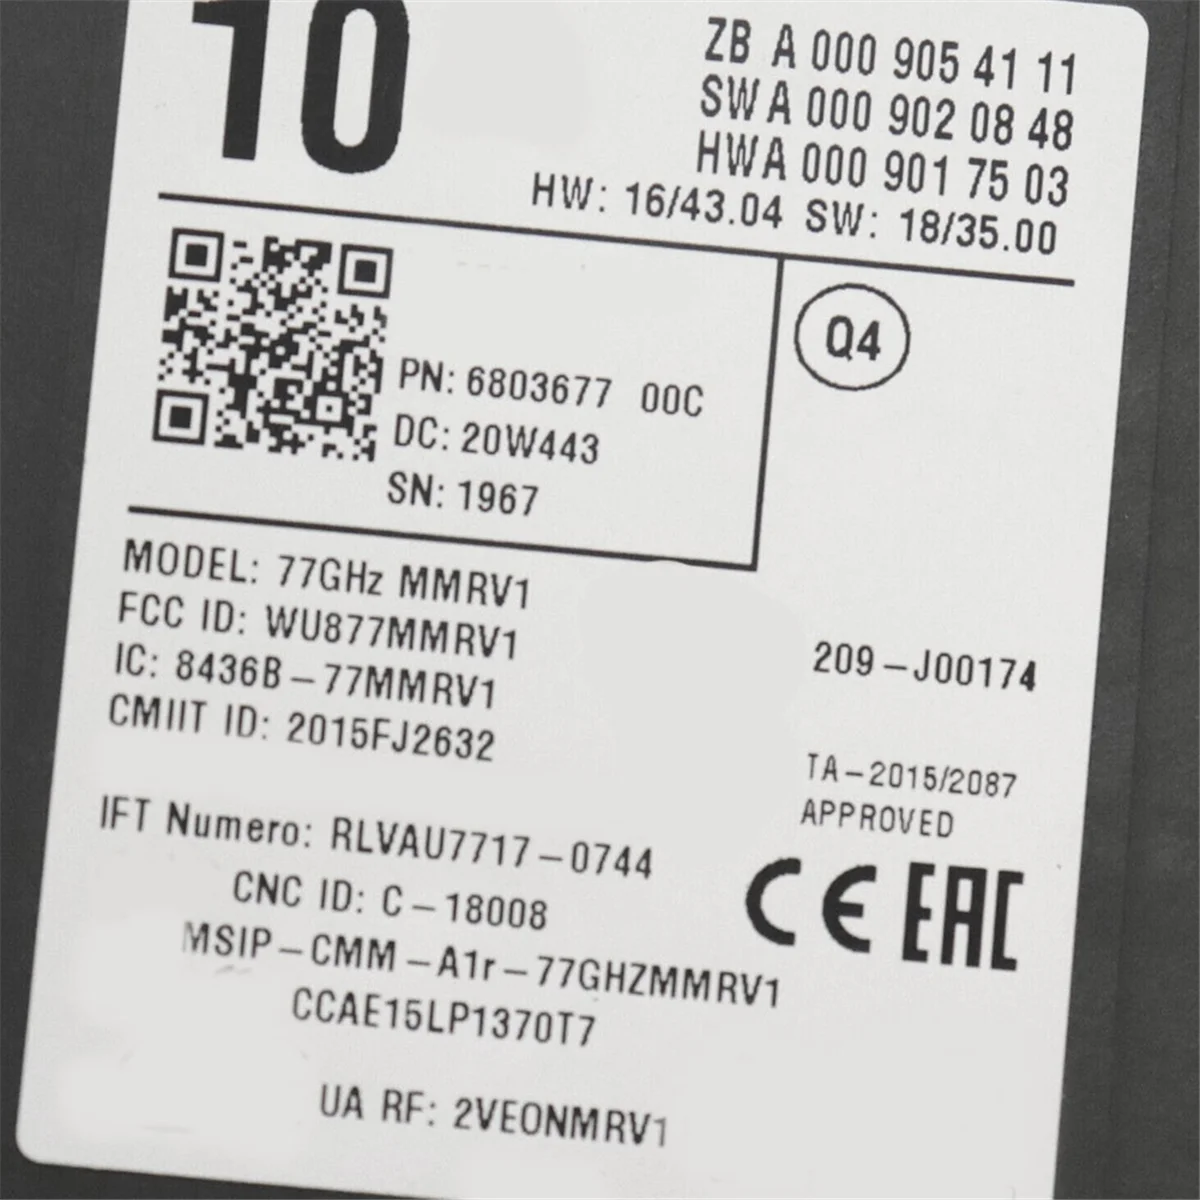 10
ZB A 000 905 41 11
SW A 000 902 08 48
HW A 000 901 75 03
HW: 16/43.04 SW: 18/35.00
Q4
PN: 6803677 00C
DC: 20W443
SN: 1967
MODEL: 77GHz MMRV1
FCC ID: WU877MMRV1
IC: 8436B-77MMRV1
CMIIT ID: 2015FJ2632
209-J00174
TA-2015/2087
APPROVED
IFT Numero: RLVAU7717-0744
CNC ID: C-18008
CE EAC
MSIP-CMM-A1r-77GHZMMRV1
CCAE15LP1370T7
UA RF: 2VEONMRV1